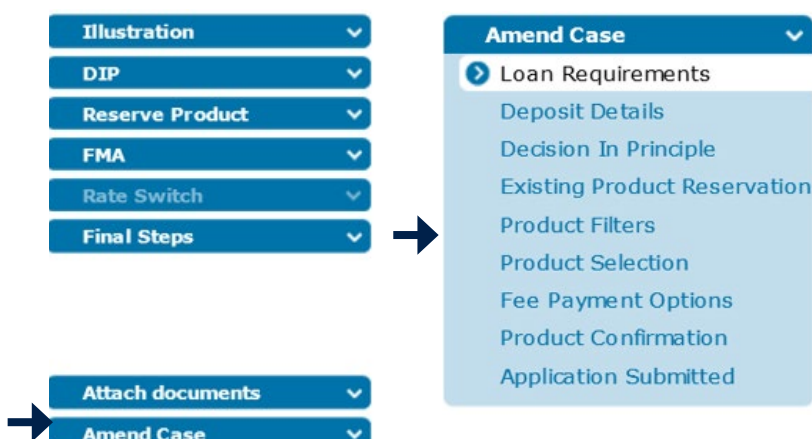 Illustration
DIP
Reserve Product
FMA
Rate Switch
Final Steps
Attach documents
Amend Case
Amend Case
Loan Requirements
Deposit Details
Decision In Principle
Existing Product Reservation
Product Filters
Product Selection
Fee Payment Options
Product Confirmation
Application Submitted